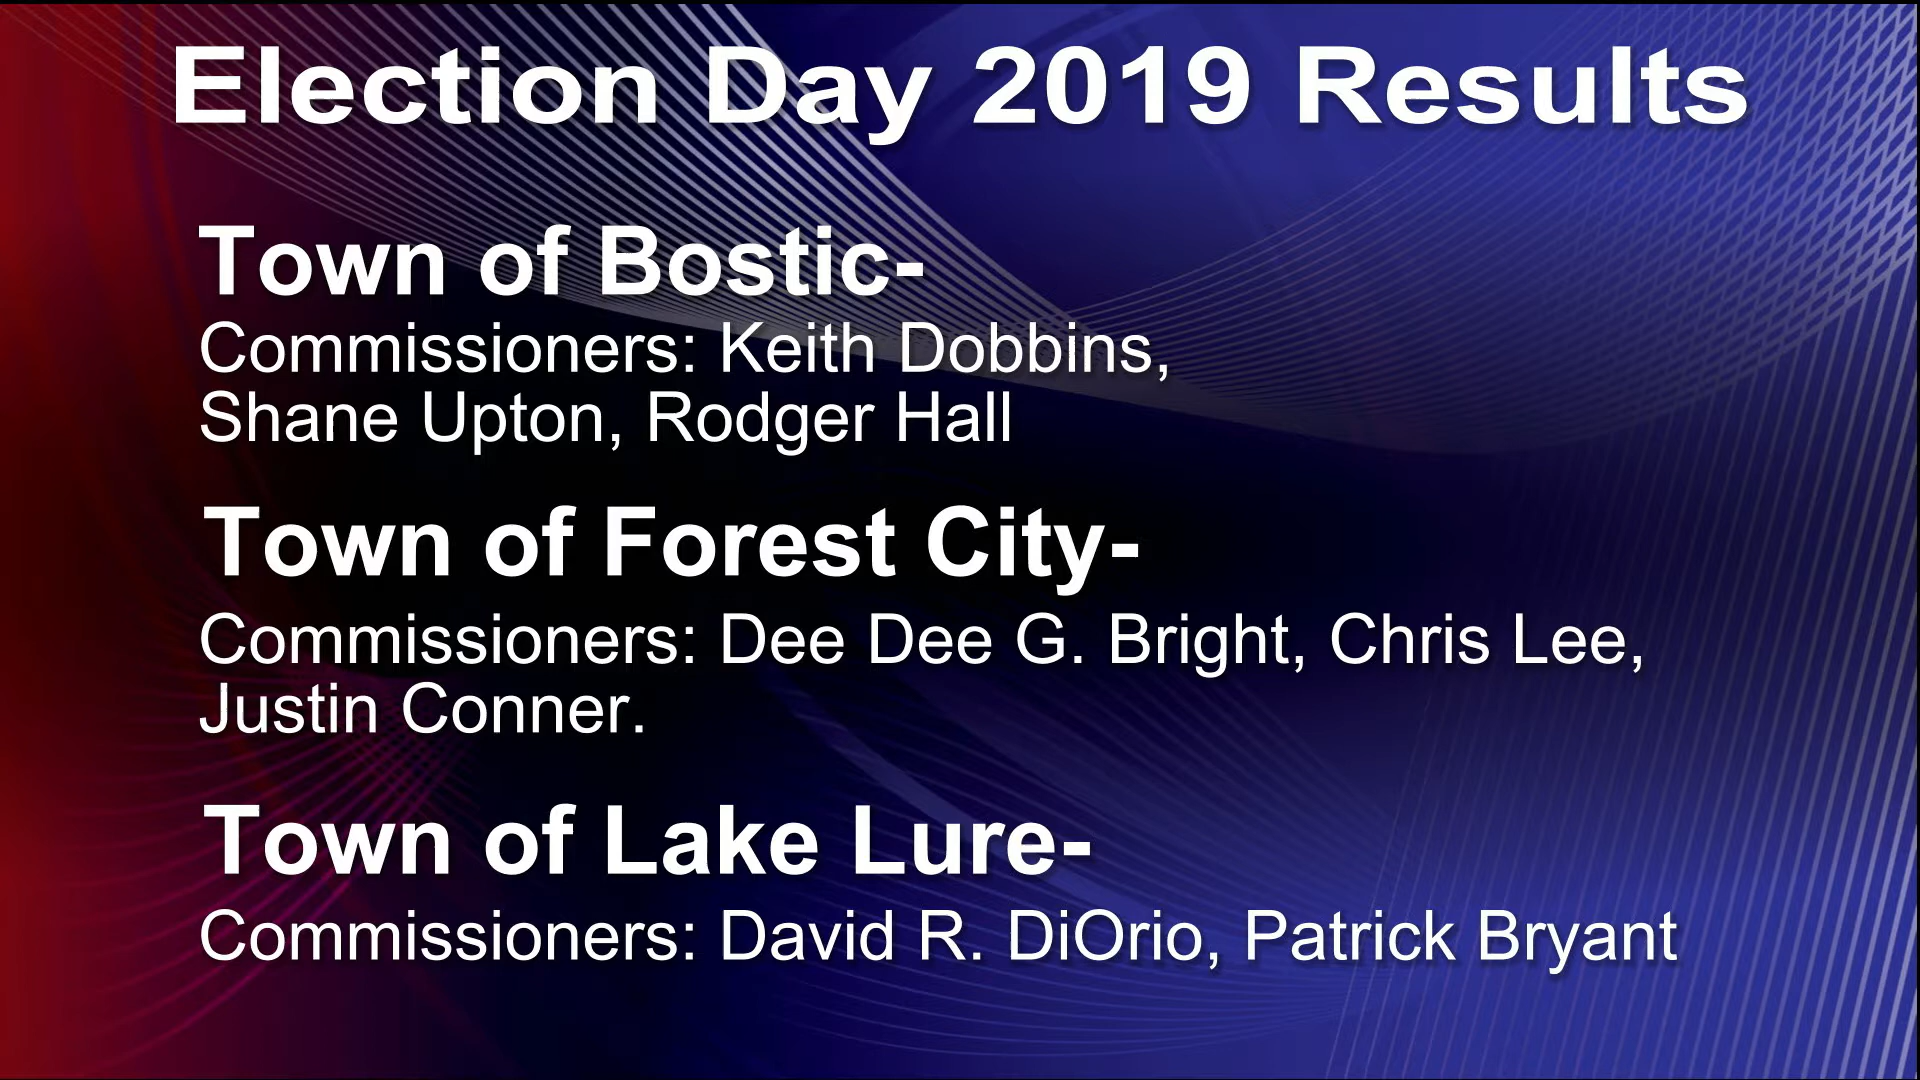 Election Day 2019 Results
Town of Bostic-
Commissioners: Keith Dobbins,
Shane Upton, Rodger Hall
Town of Forest City-
Commissioners: Dee Dee G. Bright, Chris Lee,
Justin Conner.
Town of Lake Lure-
Commissioners: David R. DiOrio, Patrick Bryant